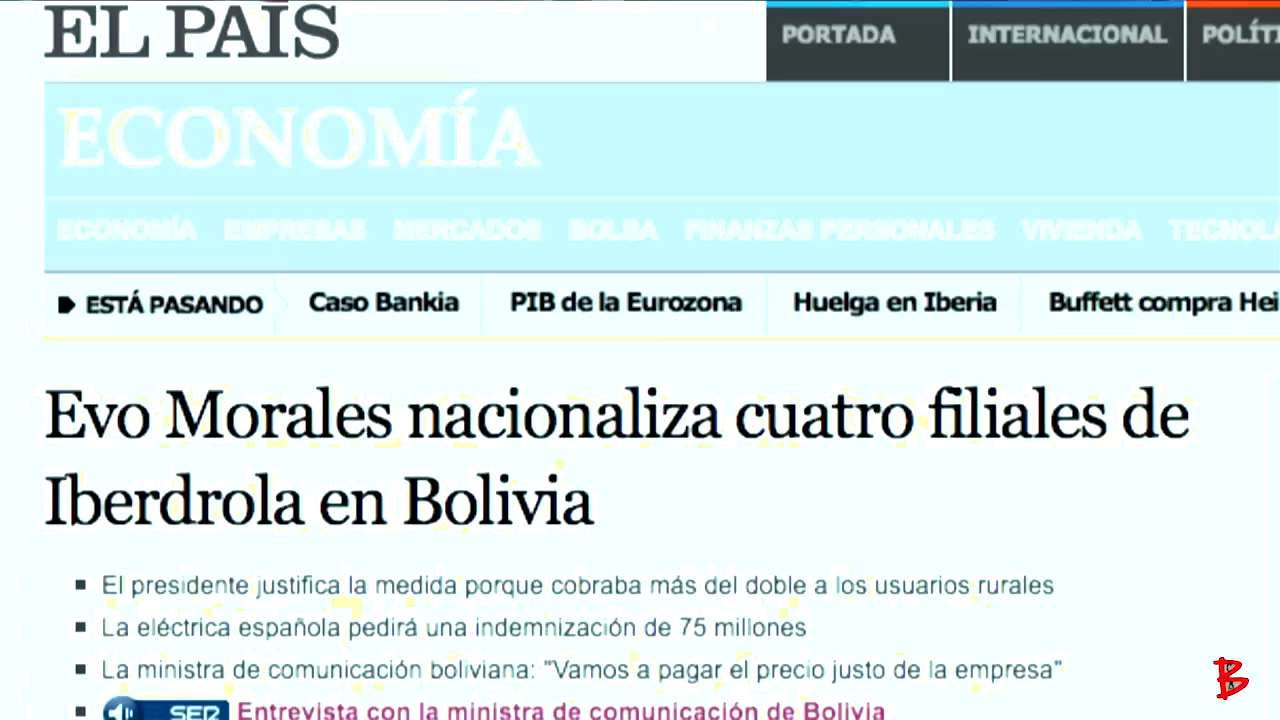 EL PAÍS
PORTADA INTERNACIONAL
ECONOMÍA
ECONOMÍA EMPRESAS MERCADOS BOLSA FINANZAS PERSONALES VIVIENDA
ESTÁ PASANDO Caso Bankia PIB de la Eurozona Huelga en Iberia Buffett compra
Evo Morales nacionaliza cuatro filiales de
Iberdrola en Bolivia
El presidente justifica la medida porque cobraba más del doble a los usuarios rurales
La eléctrica española pedirá una indemnización de 75 millones
La ministra de comunicación boliviana: "Vamos a pagar el precio justo de la empresa"
SER Entrevista con la ministra de comunicación de Bolivia
B